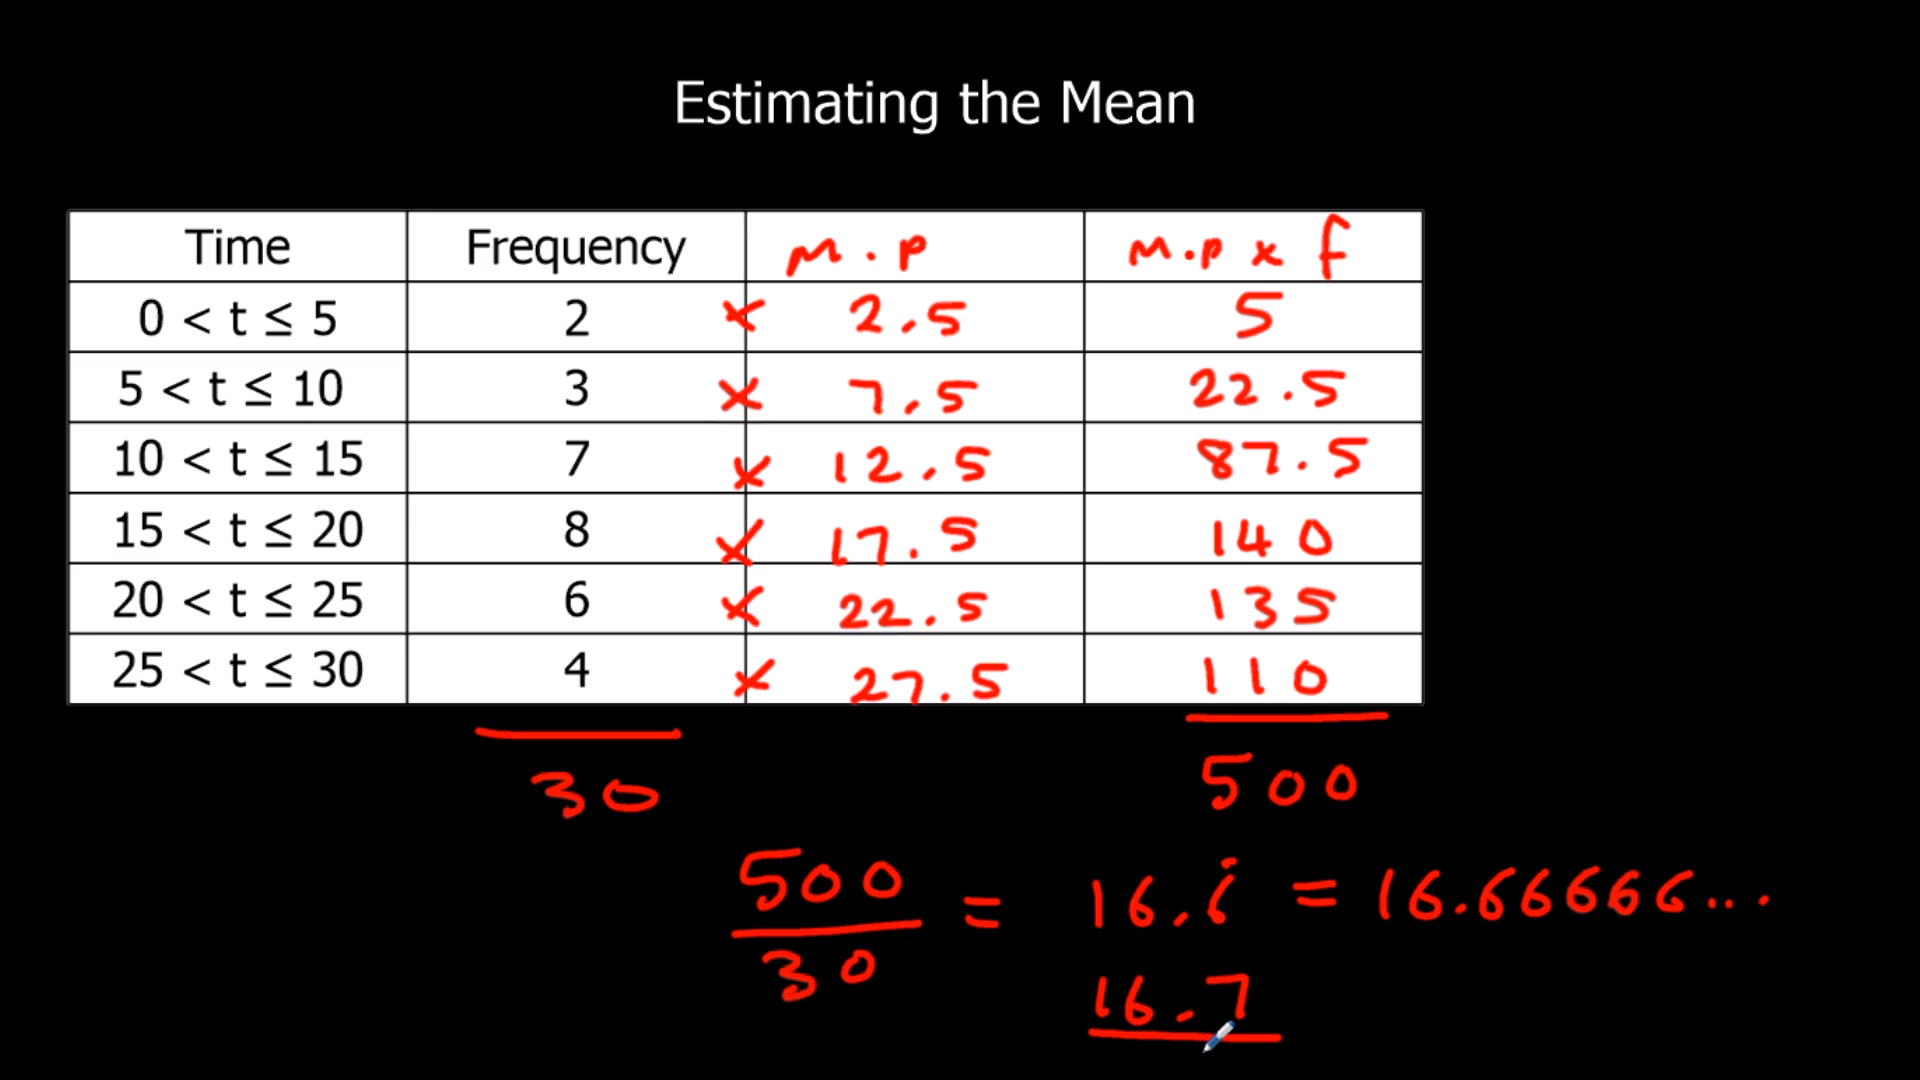 Estimating the Mean
Time Frequency M.P M.P x f
0 < t ≤ 5 2 x 2.5 5
5 < t ≤ 10 3 x 7.5 22.5
10 < t ≤ 15 7 x 12.5 87.5
15 < t ≤ 20 8 x 17.5 140
20 < t ≤ 25 6 x 22.5 135
25 < t ≤ 30 4 x 27.5 110
30 500
500/30 = 16.6̇ = 16.66666...
16.7